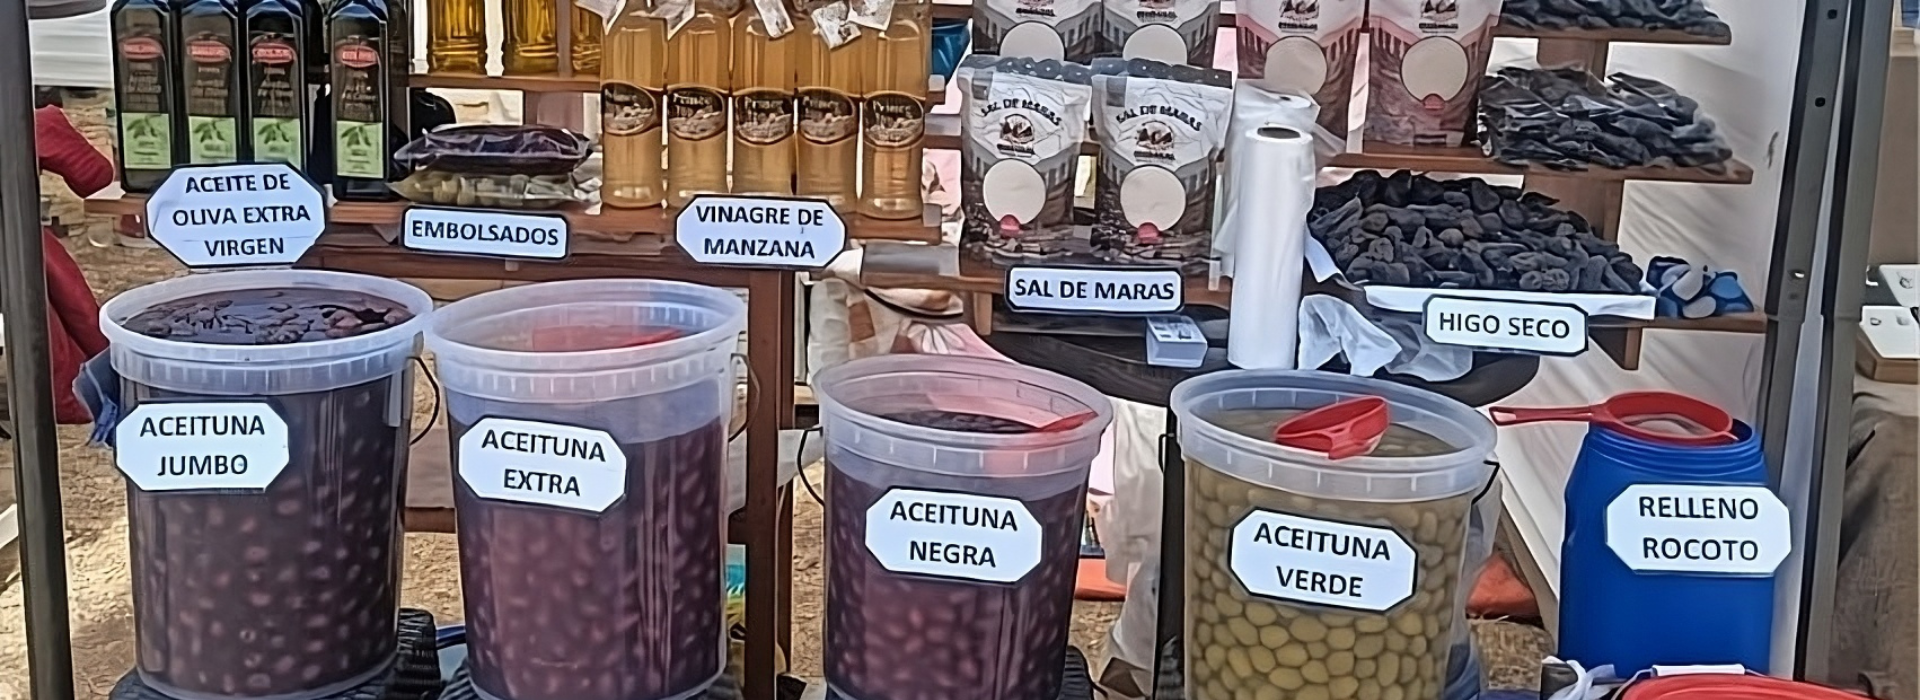 SAL DE MARAS
SAL DE MARAS
ACEITE DE
OLIVA EXTRA
VIRGEN
EMBOLSADOS
VINAGRE DE
MANZANA
SAL DE MARAS
HIGO SECO
ACEITUNA
JUMBO
ACEITUNA
EXTRA
ACEITUNA
NEGRA
ACEITUNA
VERDE
RELLENO
ROCOTO